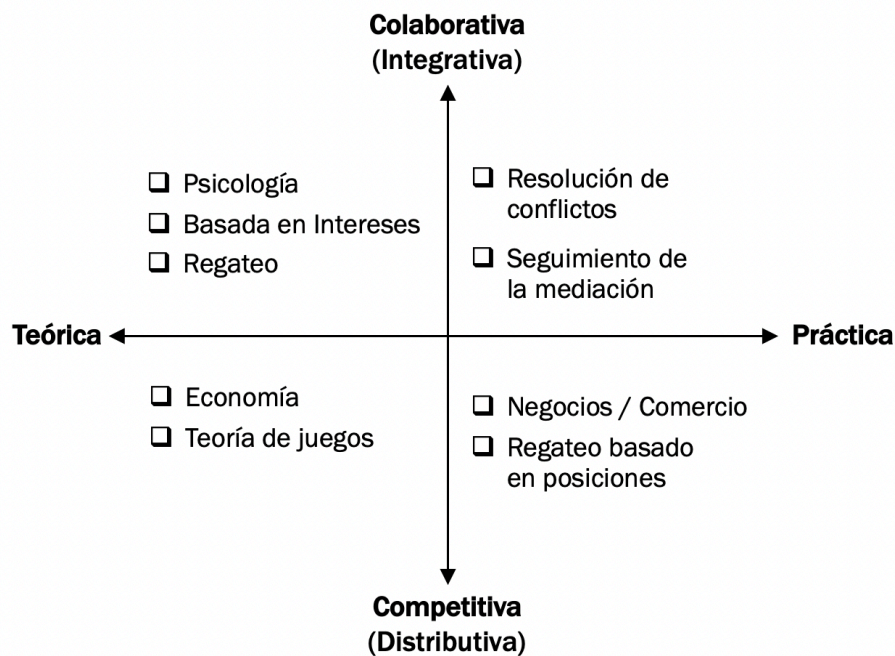 Colaborativa
(Integrativa)
❑ Psicología
❑ Basada en Intereses
❑ Regateo
❑ Resolución de
conflictos
❑ Seguimiento de
la mediación
Teórica
Práctica
❑ Economía
❑ Teoría de juegos
❑ Negocios / Comercio
❑ Regateo basado
en posiciones
Competitiva
(Distributiva)